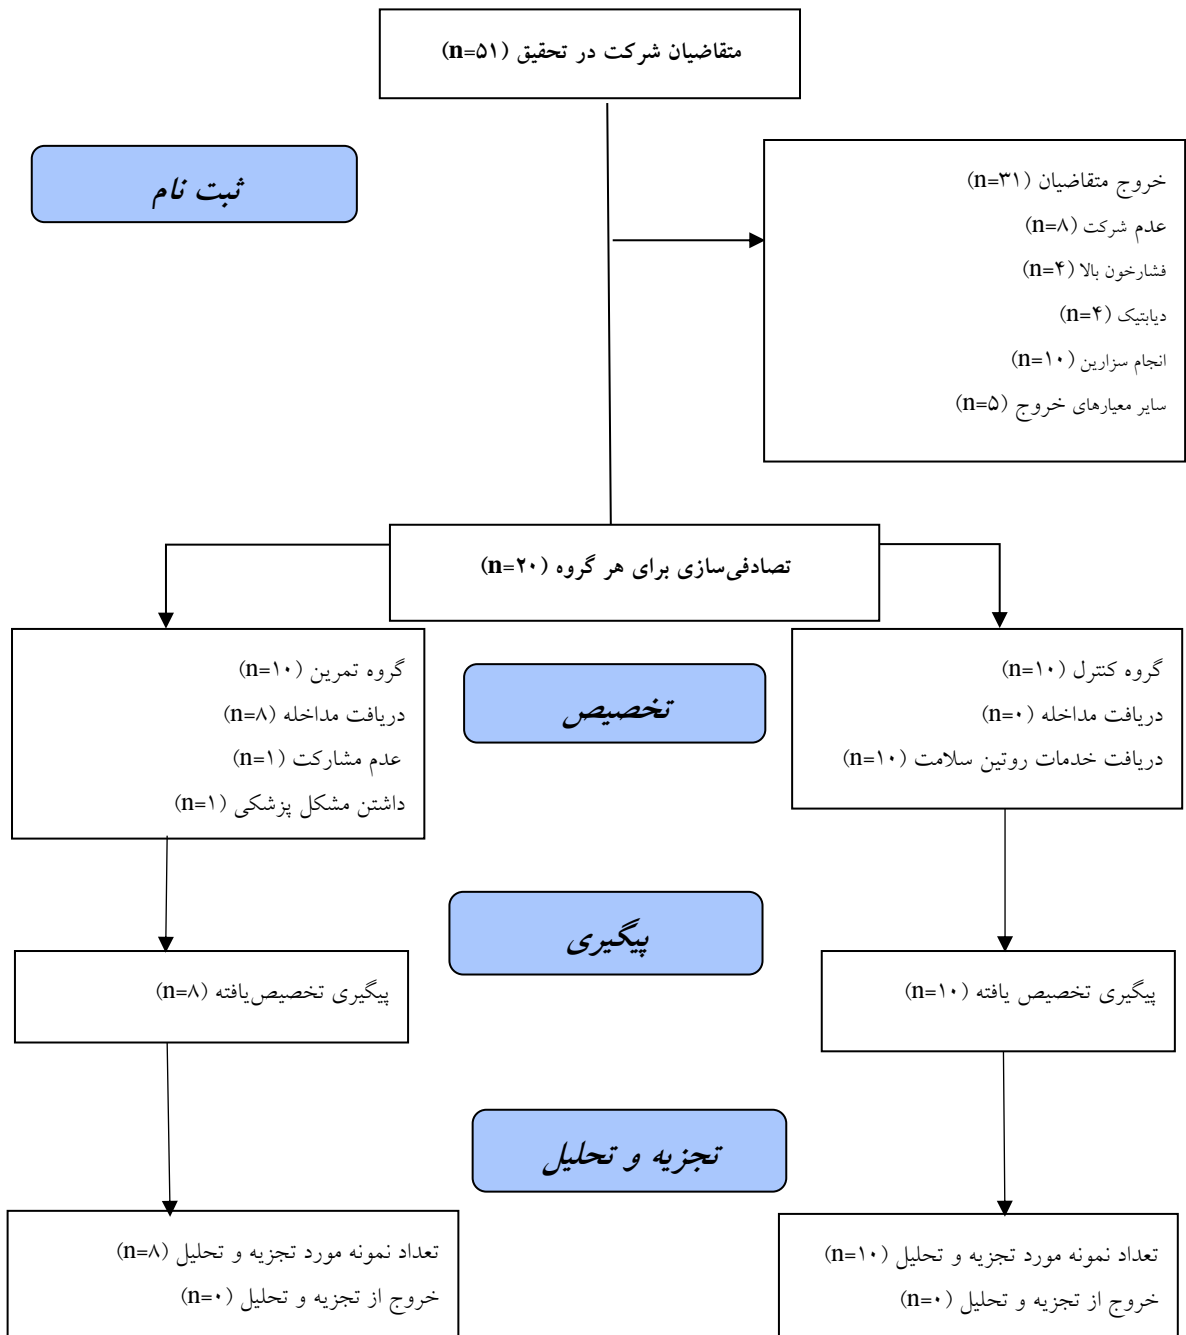 متقاضیان شرکت در تحقیق (n=۵۱)
ثبت نام
خروج متقاضیان (n=۳۱)
عدم شرکت (n=۸)
فشارخون بالا (n=۴)
دیابتیک (n=۴)
انجام سزارین (n=۱۰)
سایر معیارهای خروج (n=۵)
تصادفی‌سازی برای هر گروه (n=۲۰)
گروه کنترل (n=۱۰)
دریافت مداخله (n=۰)
دریافت خدمات روتین سلامت (n=۱۰)
تخصیص
گروه تمرین (n=۱۰)
دریافت مداخله (n=۸)
عدم مشارکت (n=۱)
داشتن مشکل پزشکی (n=۱)
پیگیری
پیگیری تخصیص یافته (n=۱۰)
پیگیری تخصیص‌یافته (n=۸)
تجزیه و تحلیل
تعداد نمونه مورد تجزیه و تحلیل (n=۱۰)
خروج از تجزیه و تحلیل (n=۰)
تعداد نمونه مورد تجزیه و تحلیل (n=۸)
خروج از تجزیه و تحلیل (n=۰)